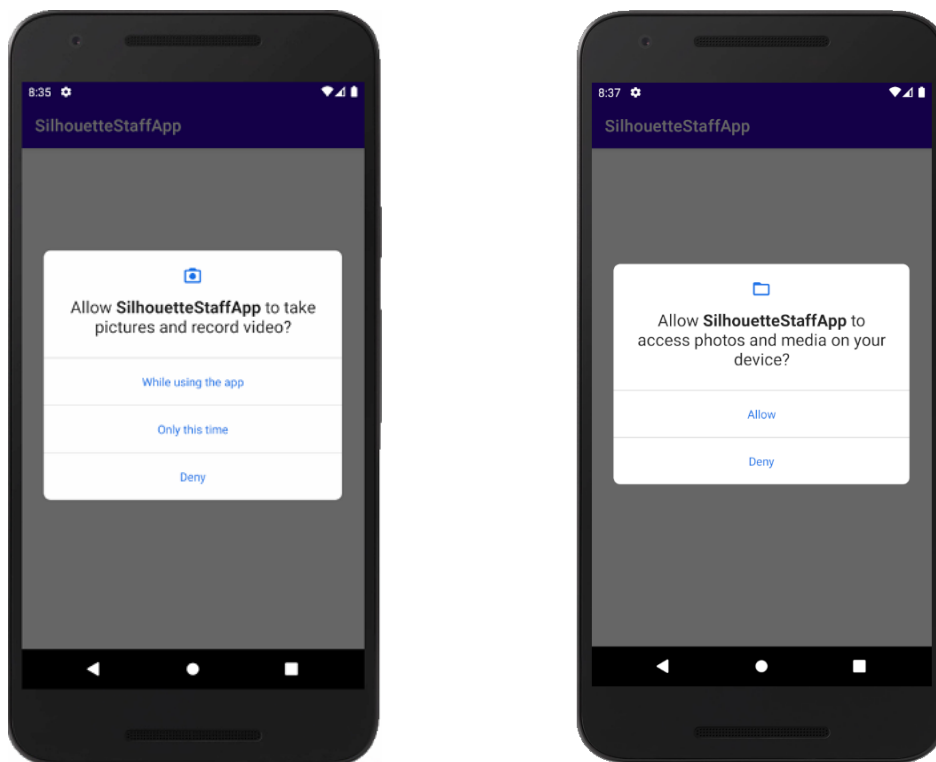 8:35
SilhouetteStaffApp
Allow SilhouetteStaffApp to take
pictures and record video?
While using the app
Only this time
Deny
8:37
SilhouetteStaffApp
Allow SilhouetteStaffApp to
access photos and media on your
device?
Allow
Deny